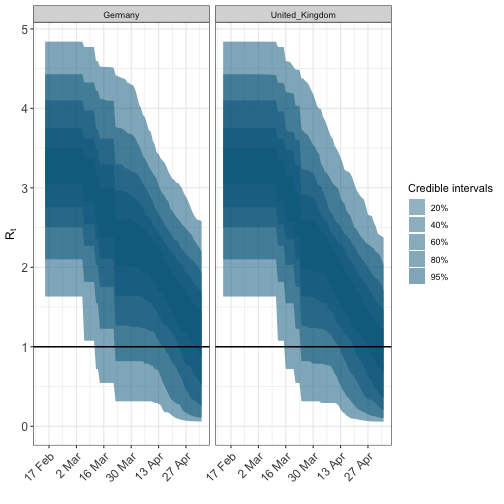 Germany
United_Kingdom
5
4
3
2
1
0
Rt
17 Feb
2 Mar
16 Mar
30 Mar
13 Apr
27 Apr
17 Feb
2 Mar
16 Mar
30 Mar
13 Apr
27 Apr
Credible intervals
20%
40%
60%
80%
95%